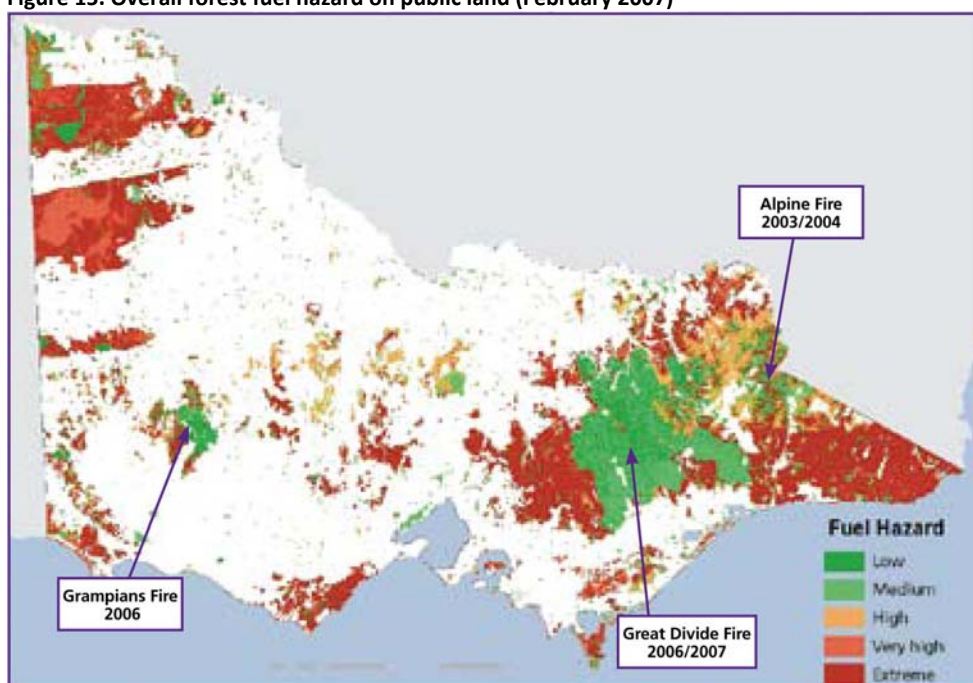 Figure 15: Overall forest fuel hazard on public land (February 2007)
Alpine Fire
2003/2004
Grampians Fire
2006
Great Divide Fire
2006/2007
Fuel Hazard
Low
Medium
High
Very high
Extreme